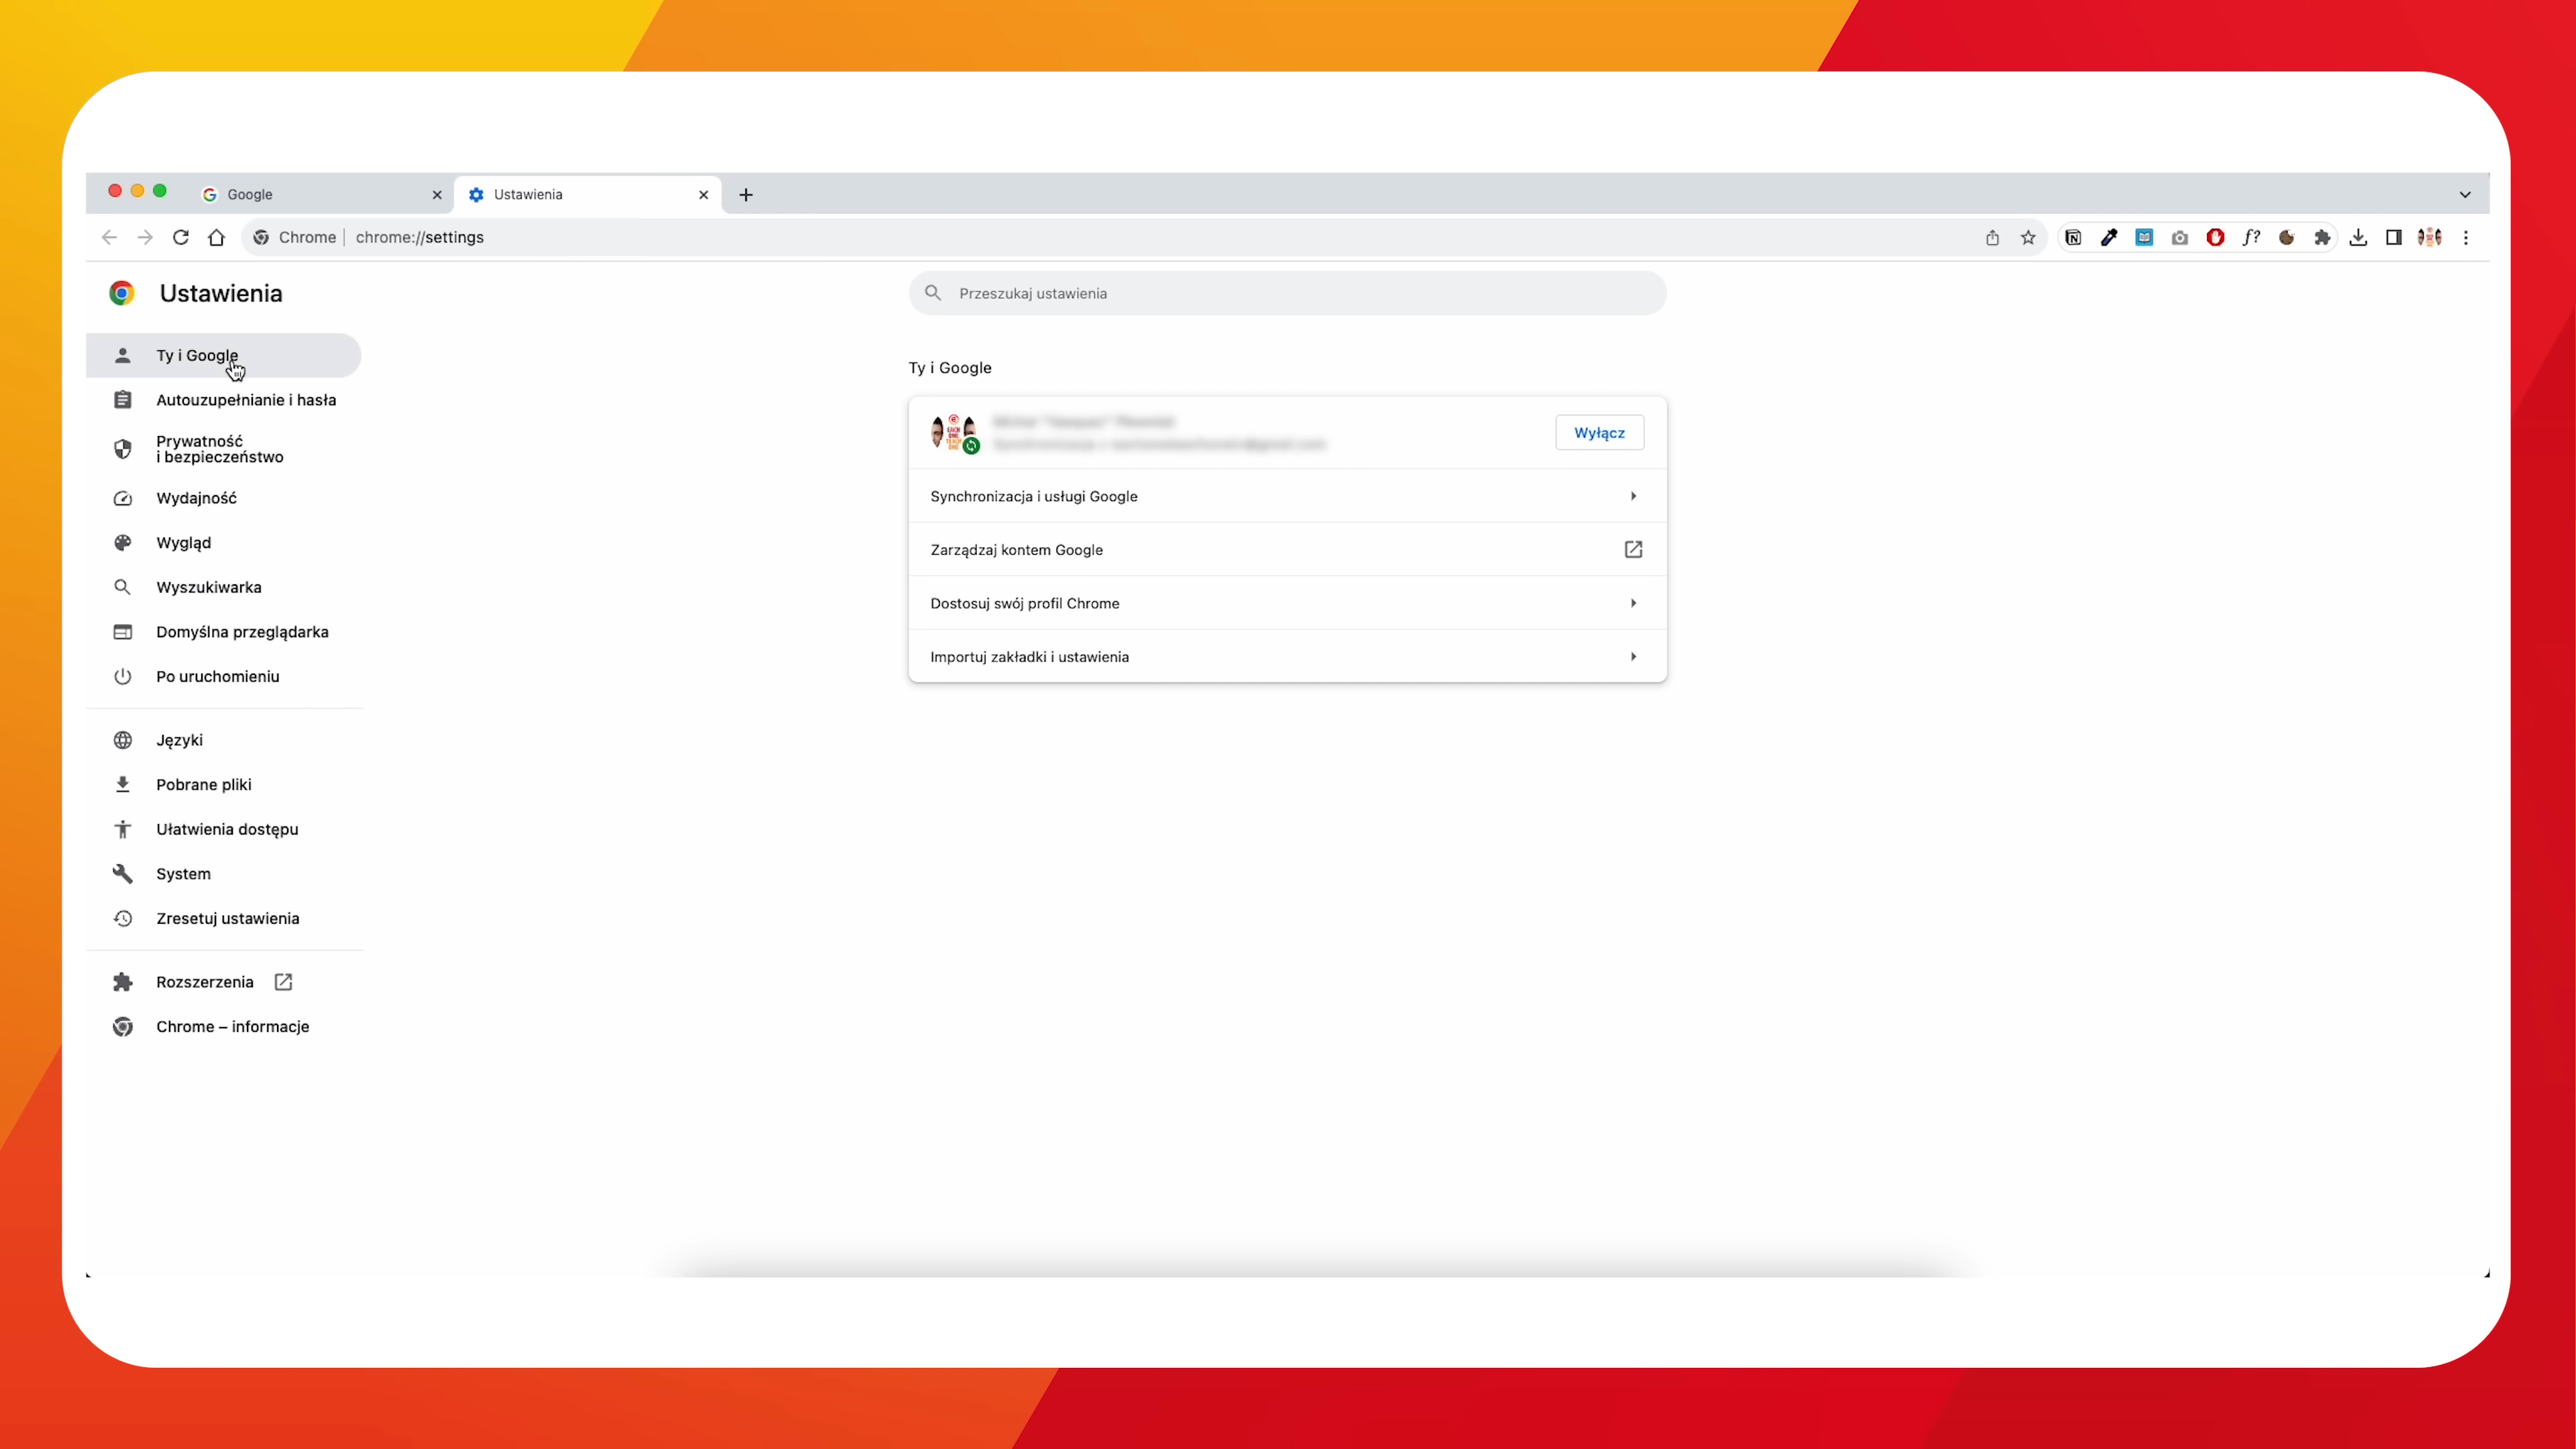 Google
Ustawienia
Chrome
chrome://settings
f?
Ustawienia
Przeszukaj ustawienia
Ty i Google
Autouzupełnianie i hasła
Prywatność
i bezpieczeństwo
Wydajność
Wygląd
Wyszukiwarka
Domyślna przeglądarka
Po uruchomieniu
Języki
Pobrane pliki
Ułatwienia dostępu
System
Zresetuj ustawienia
Rozszerzenia
Chrome – informacje
Ty i Google
EACH
ONE
Wyłącz
Synchronizacja i usługi Google
Zarządzaj kontem Google
Dostosuj swój profil Chrome
Importuj zakładki i ustawienia